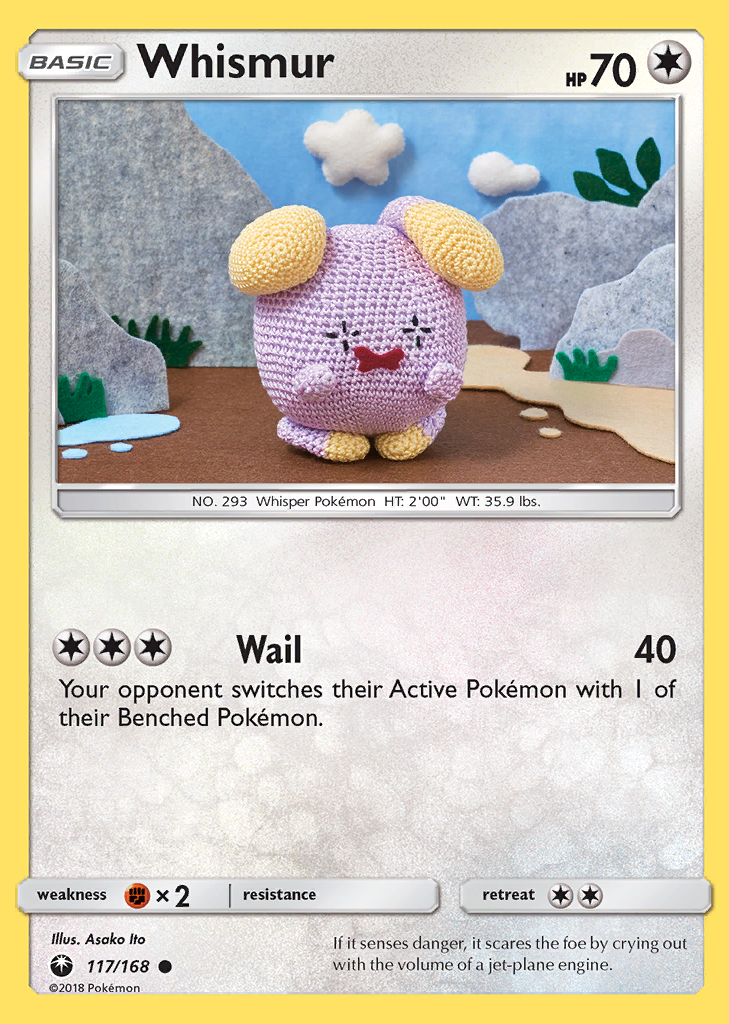 BASIC Whismur HP 70
NO. 293 Whisper Pokémon HT: 2'00" WT: 35.9 lbs.
Wail 40
Your opponent switches their Active Pokémon with 1 of
their Benched Pokémon.
weakness ×2 resistance retreat
Illus. Asako Ito
117/168
©2018 Pokémon
If it senses danger, it scares the foe by crying out
with the volume of a jet-plane engine.